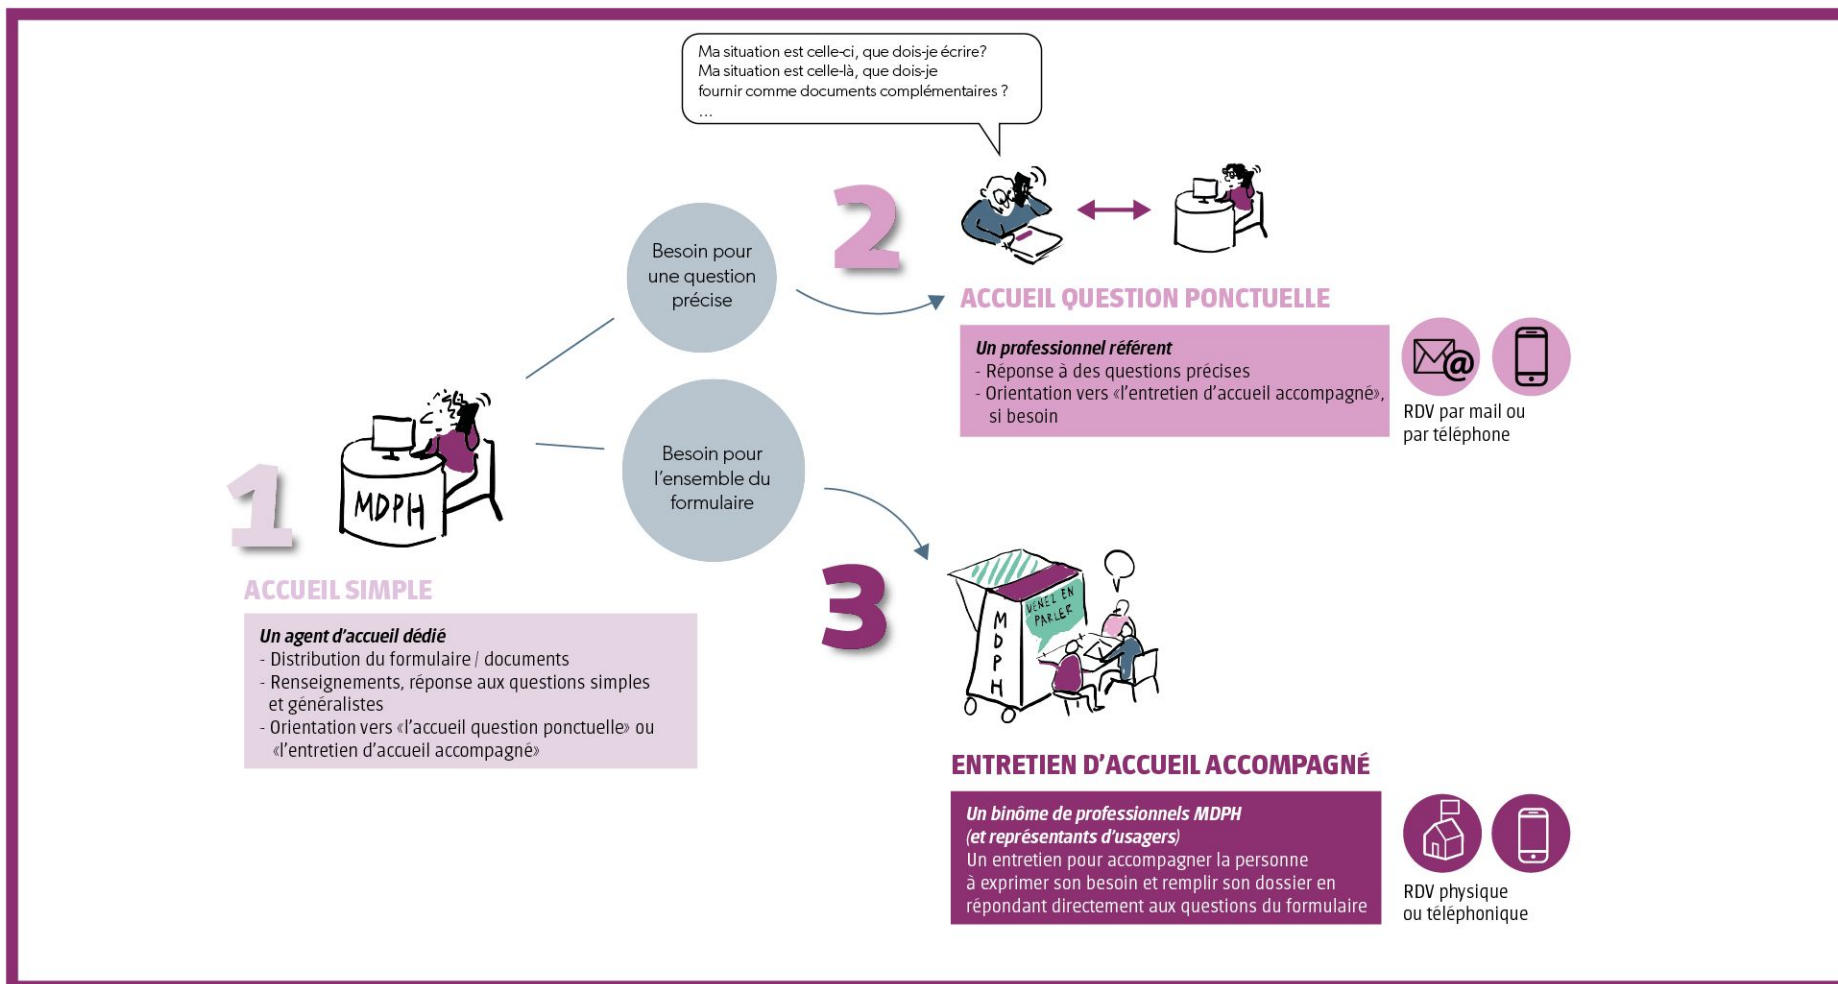 Ma situation est celle-ci, que dois-je écrire?
Ma situation est celle-là, que dois-je
fournir comme documents complémentaires ?
...
2
Besoin pour
une question
précise
ACCUEIL QUESTION PONCTUELLE
Un professionnel référent
- Réponse à des questions précises
- Orientation vers «l'entretien d'accueil accompagné»,
si besoin
@
RDV par mail ou
par téléphone
Besoin pour
l'ensemble du
formulaire
1
MDPH
ACCUEIL SIMPLE
Un agent d'accueil dédié
- Distribution du formulaire / documents
- Renseignements, réponse aux questions simples
et généralistes
- Orientation vers «l'accueil question ponctuelle» ou
«l'entretien d'accueil accompagné»
3
MDPH
VENEZ EN
PARLER
ENTRETIEN D'ACCUEIL ACCOMPAGNÉ
Un binôme de professionnels MDPH
(et représentants d'usagers)
Un entretien pour accompagner la personne
à exprimer son besoin et remplir son dossier en
répondant directement aux questions du formulaire
RDV physique
ou téléphonique